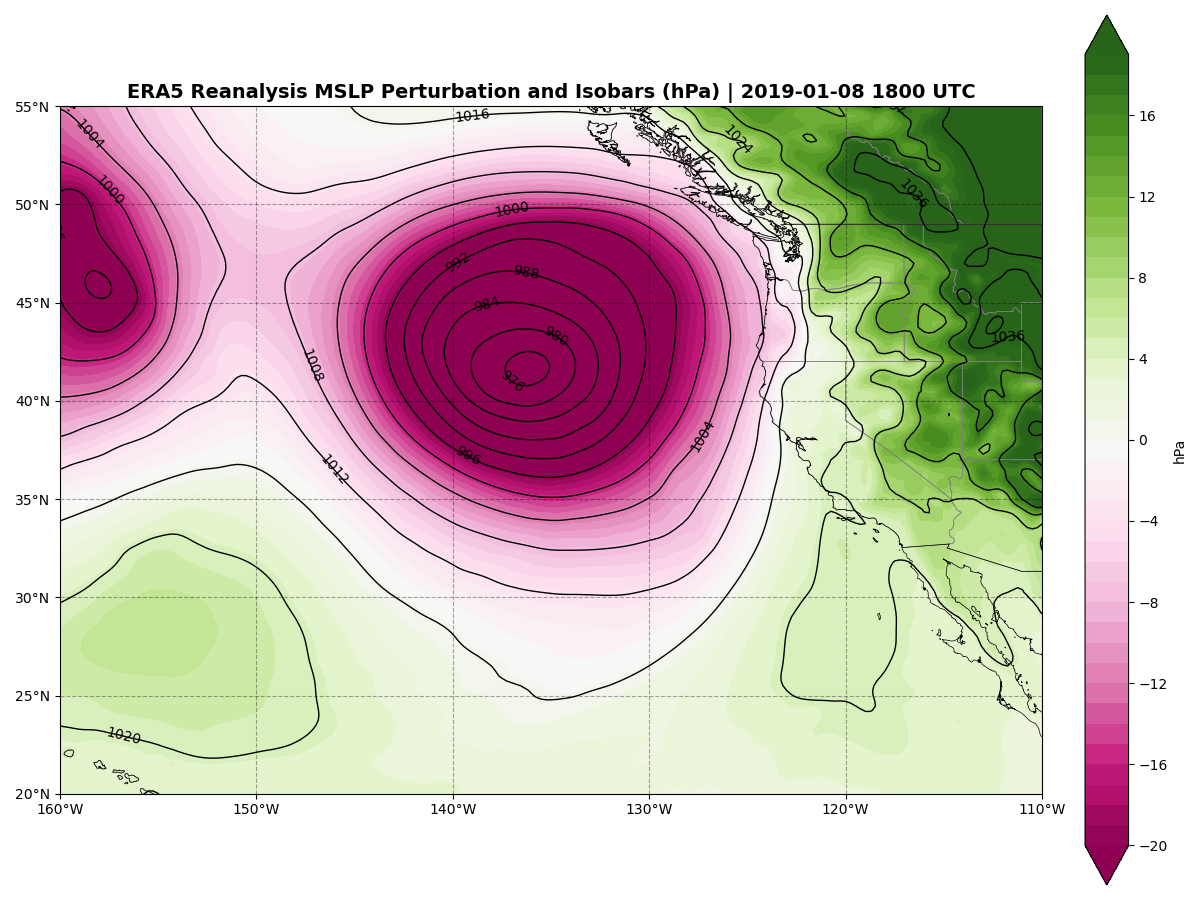 ERA5 Reanalysis MSLP Perturbation and Isobars (hPa) | 2019-01-08 1800 UTC
55°N
50°N
45°N
40°N
35°N
30°N
25°N
20°N
160°W
150°W
140°W
130°W
120°W
110°W
1016
1024
1004
1000
1036
1000
992
988
984
980
976
1036
1008
1004
996
1012
1020
16
12
8
4
0
−4
−8
−12
−16
−20
hPa